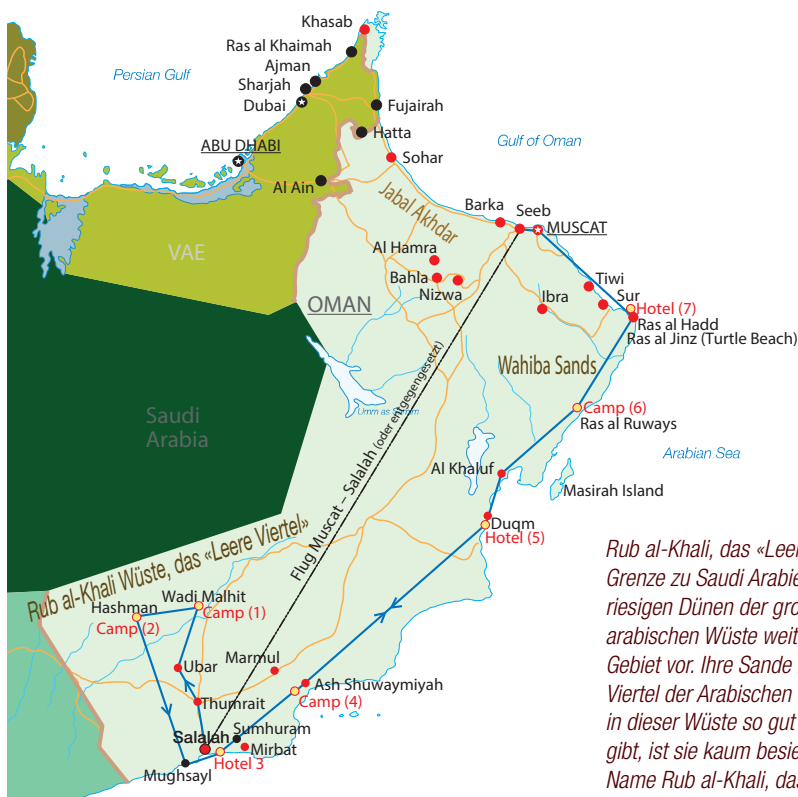 Khasab
Ras al Khaimah
Persian Gulf
Ajman
Sharjah
Dubai
Fujairah
Hatta
ABU DHABI
Gulf of Oman
Sohar
Al Ain
Jabal Akhdar
Barka
Seeb
MUSCAT
VAE
Al Hamra
Bahla
Nizwa
Tiwi
Ibra
Sur
OMAN
Hotel (7)
Ras al Hadd
Ras al Jinz (Turtle Beach)
Wahiba Sands
Flug Muscat – Salalah (oder entgegengesetzt)
Saudi
Arabia
Camp (6)
Ras al Ruways
Arabian Sea
Al Khaluf
Masirah Island
Duqm
Hotel (5)
Rub al-Khali Wüste, das «Leere Viertel»
Wadi Malhit
Camp (1)
Hashman
Camp (2)
Ubar
Marmul
Thumrait
Ash Shuwaymiyah
Camp (4)
Sumhuram
Salalah
Mirbat
Hotel 3
Mughsayl
Rub al-Khali, das «Leer
Grenze zu Saudi Arabie
riesigen Dünen der gro
arabischen Wüste weit
Gebiet vor. Ihre Sande
Viertel der Arabischen
in dieser Wüste so gut
gibt, ist sie kaum besie
Name Rub al-Khali, das